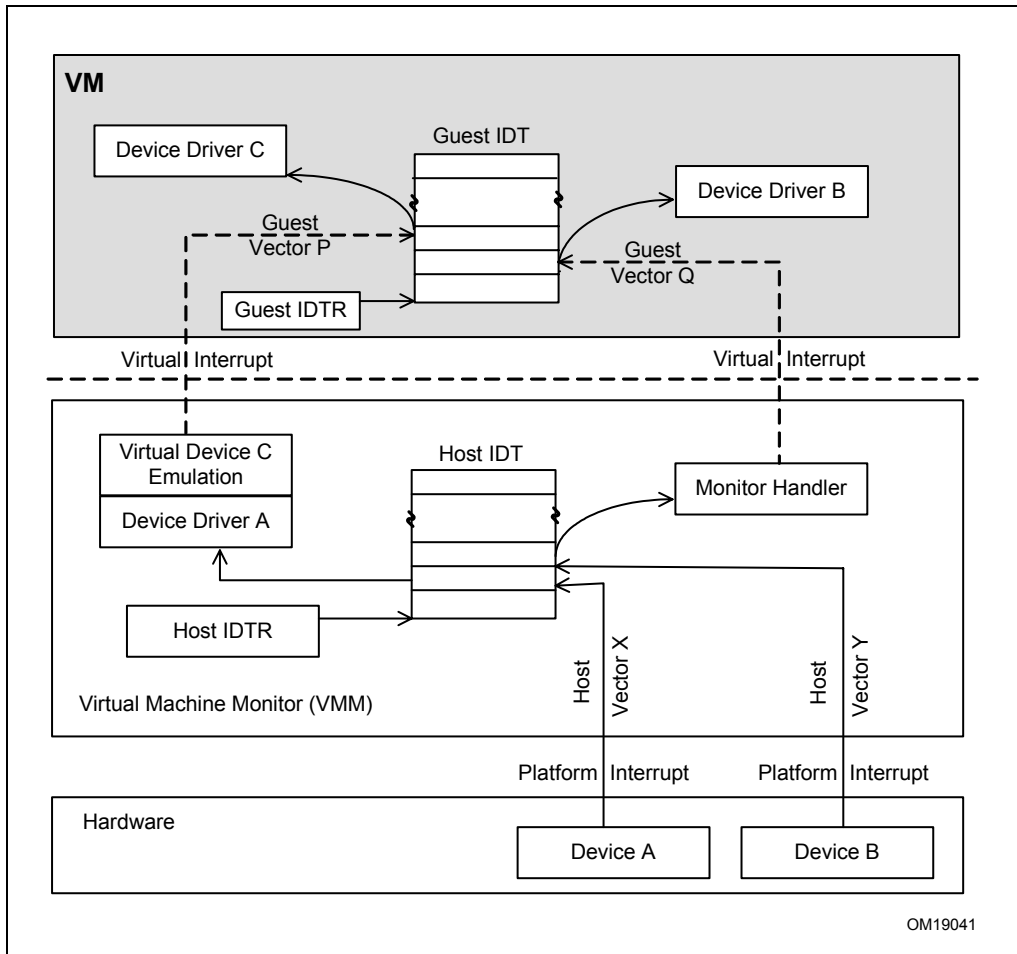 VM
Guest IDT
Device Driver C
Device Driver B
Guest
Vector P
Guest
Vector Q
Guest IDTR
Virtual Interrupt
Virtual Interrupt
Virtual Device C
Emulation
Host IDT
Monitor Handler
Device Driver A
Host IDTR
Host
Vector X
Host
Vector Y
Virtual Machine Monitor (VMM)
Platform Interrupt
Platform Interrupt
Hardware
Device A
Device B
OM19041